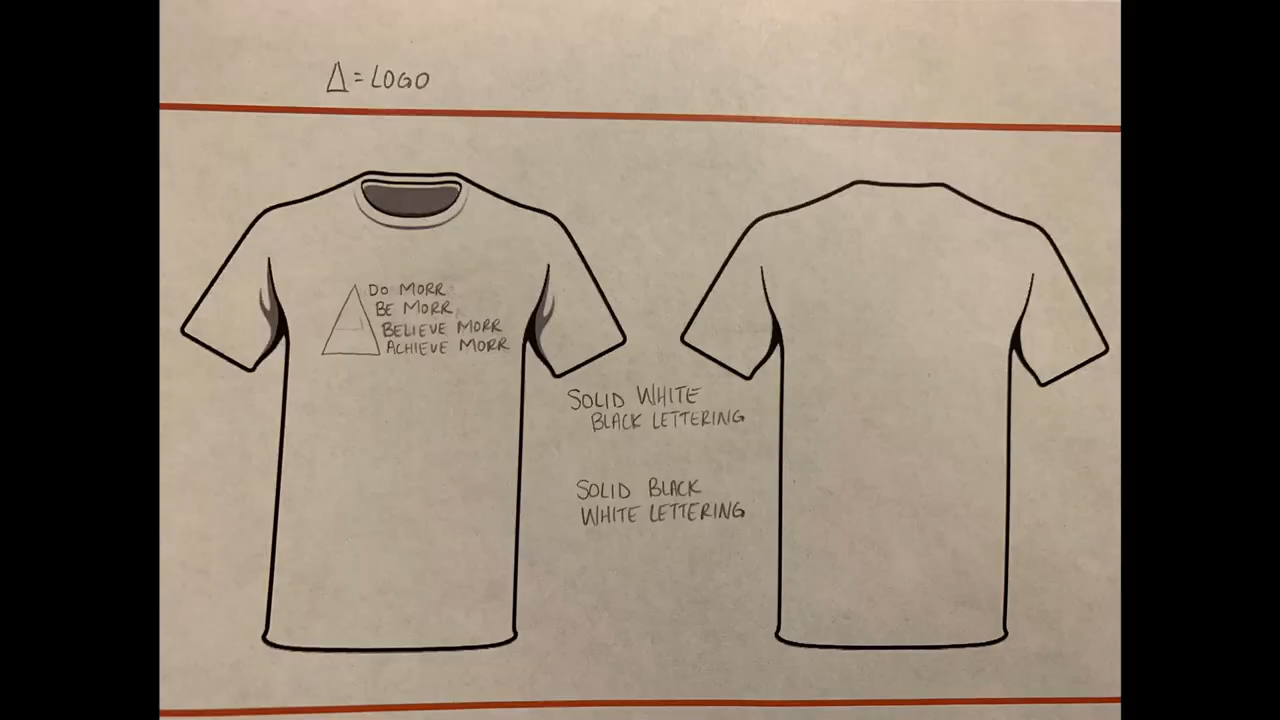 Δ = LOGO
DO MORR
BE MORR
BELIEVE MORR
ACHIEVE MORR
SOLID WHITE
BLACK LETTERING
SOLID BLACK
WHITE LETTERING